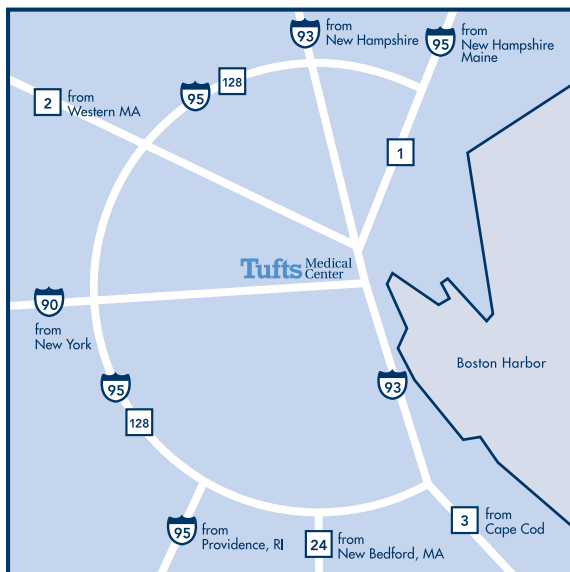 93
from
New Hampshire
95
from
New Hampshire
Maine
128
95
2
from
Western MA
1
Tufts Medical
Center
90
from
New York
Boston Harbor
93
95
128
95
from
Providence, RI
24
from
New Bedford, MA
3
from
Cape Cod